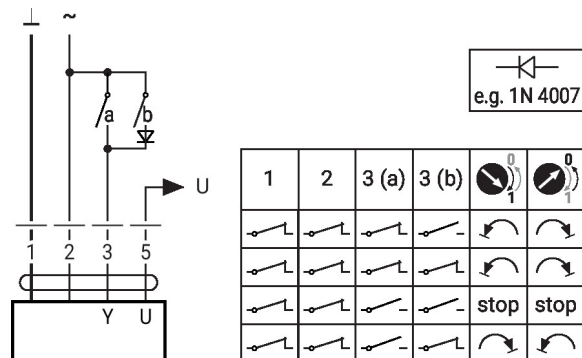 ⊥ ~
a b
U
1 2 3 5
Y U
e.g. 1N 4007
1 2 3 (a) 3 (b) 0 1 0 1
stop stop